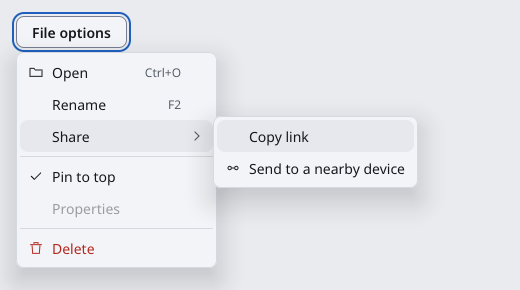 File options
Open Ctrl+O
Rename F2
Share
Copy link
Send to a nearby device
Pin to top
Properties
Delete